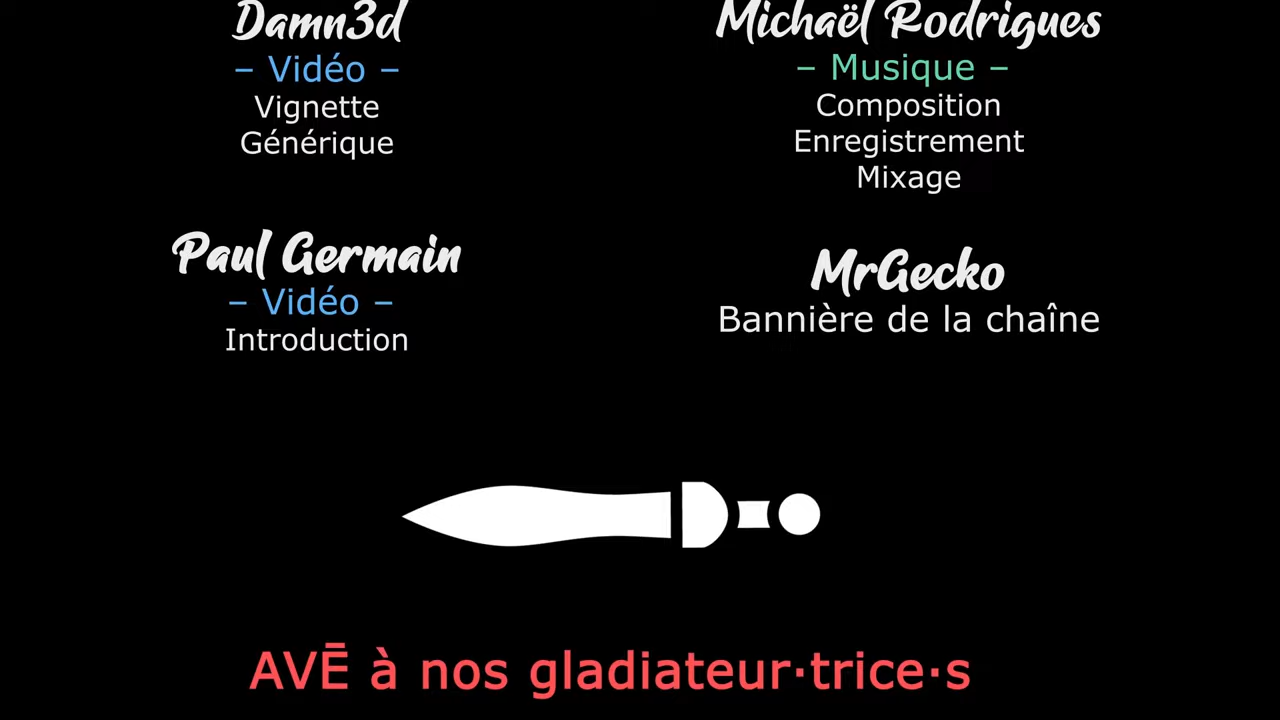 Damn3d
– Vidéo –
Vignette
Générique
Michaël Rodrigues
– Musique –
Composition
Enregistrement
Mixage
Paul Germain
– Vidéo –
Introduction
MrGecko
Bannière de la chaîne
AVĒ à nos gladiateur·trice·s